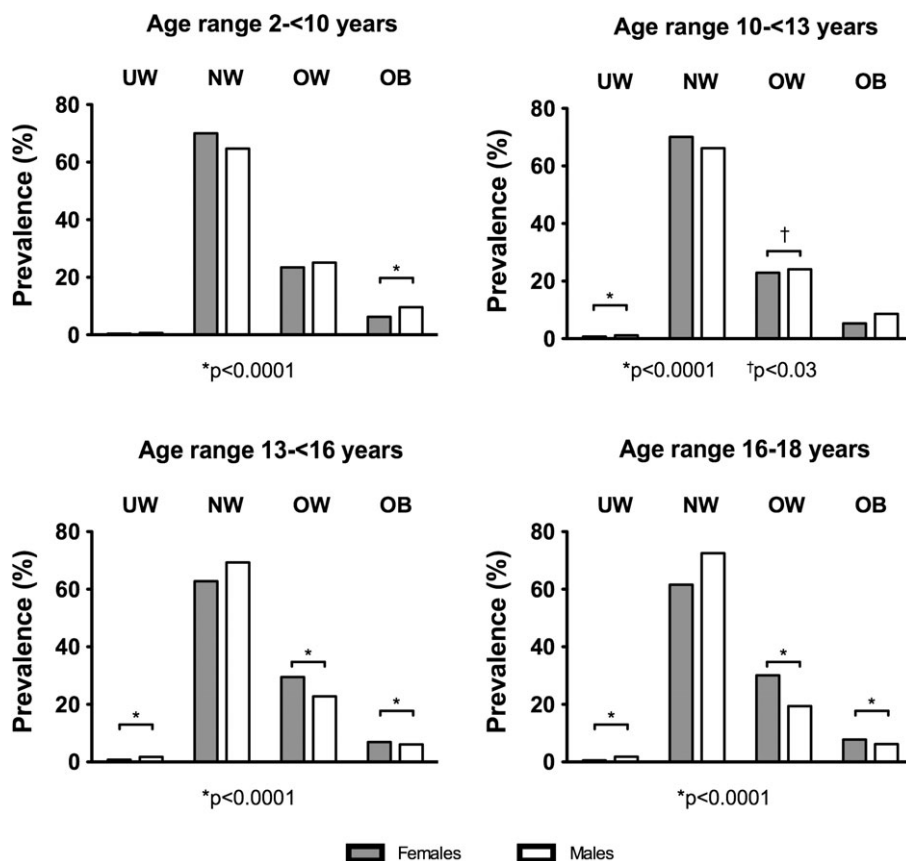 Age range 2-<10 years
UW NW OW OB
Prevalence (%)
80
60
40
20
0
*
*p<0.0001
Age range 10-<13 years
UW NW OW OB
Prevalence (%)
80
60
40
20
0
*
†
*p<0.0001 †p<0.03
Age range 13-<16 years
UW NW OW OB
Prevalence (%)
80
60
40
20
0
*
*
*
*p<0.0001
Age range 16-18 years
UW NW OW OB
Prevalence (%)
80
60
40
20
0
*
*
*
*p<0.0001
Females Males